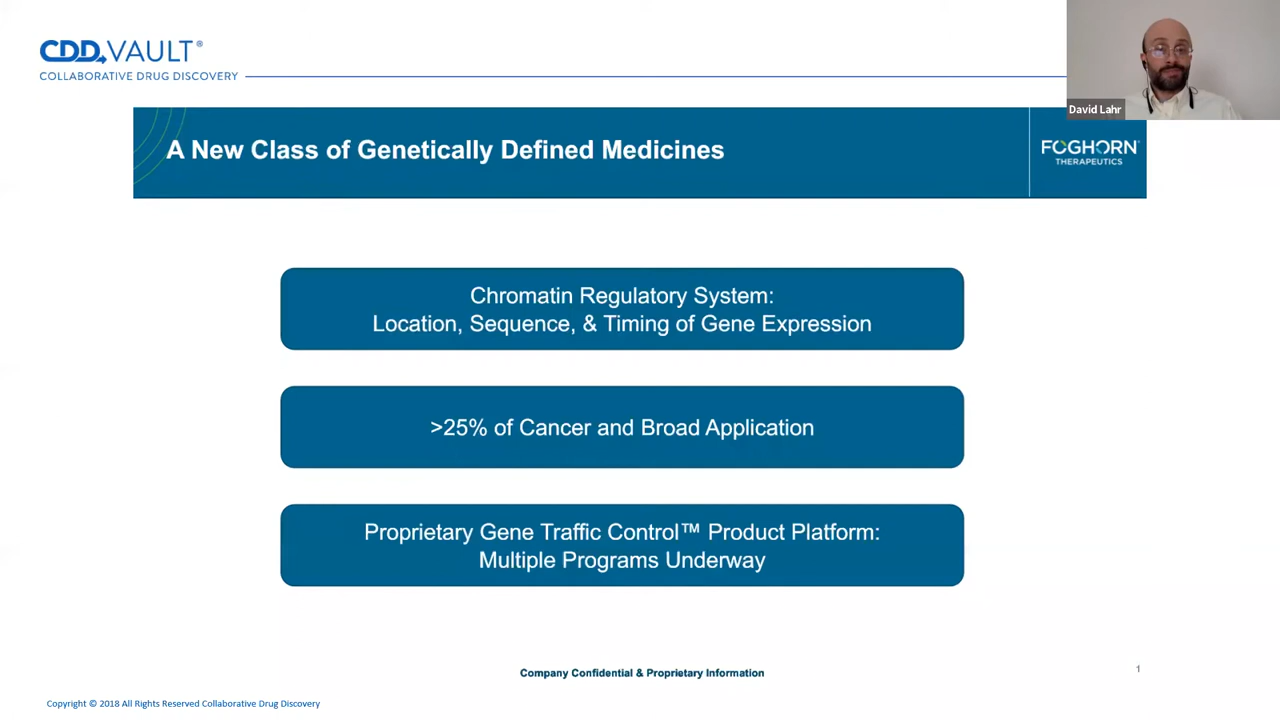 CDD VAULT®
COLLABORATIVE DRUG DISCOVERY
David Lahr
A New Class of Genetically Defined Medicines
FOGHORN®
THERAPEUTICS
Chromatin Regulatory System:
Location, Sequence, & Timing of Gene Expression
>25% of Cancer and Broad Application
Proprietary Gene Traffic Control™ Product Platform:
Multiple Programs Underway
Company Confidential & Proprietary Information
1
Copyright © 2018 All Rights Reserved Collaborative Drug Discovery